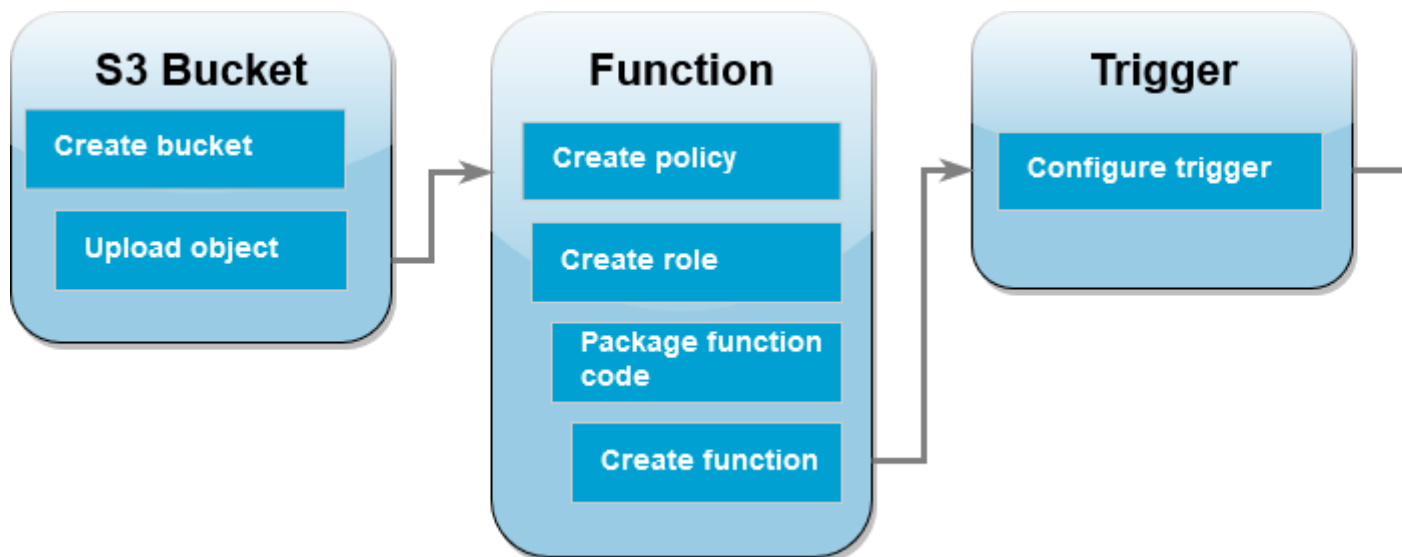 S3 Bucket
Create bucket
Upload object
Function
Create policy
Create role
Package function
code
Create function
Trigger
Configure trigger